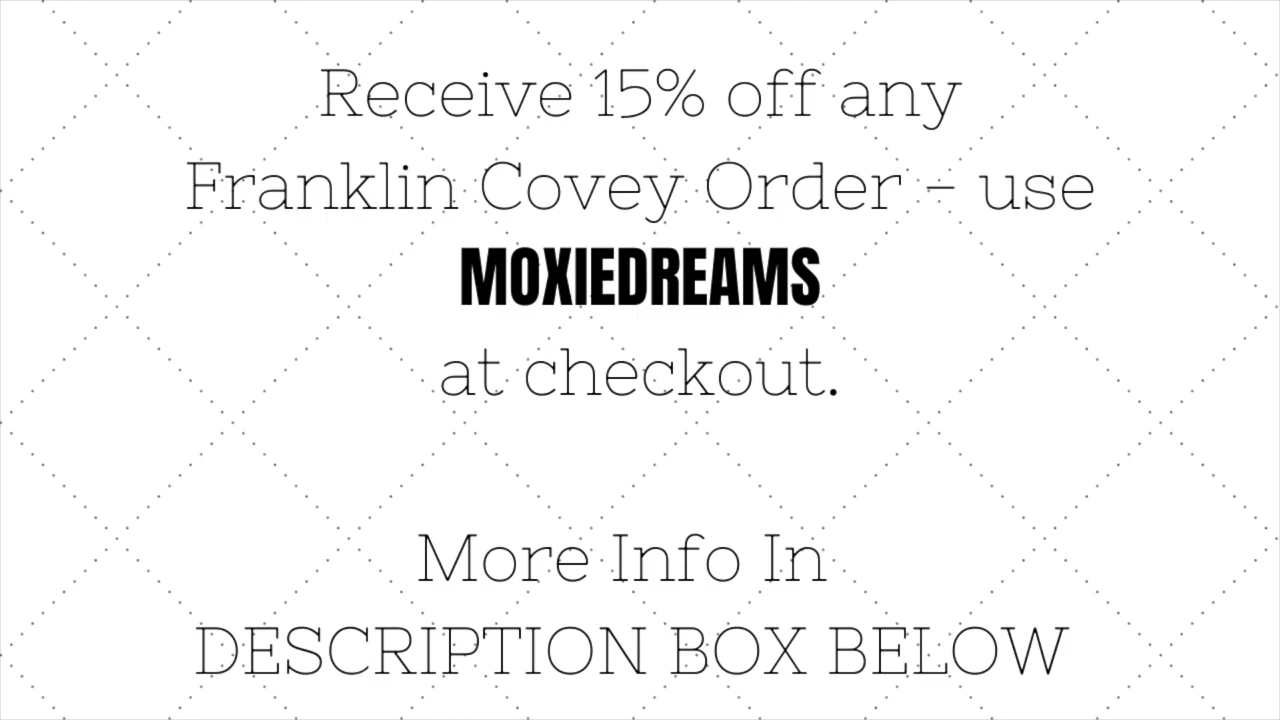 Receive 15% off any
Franklin Covey Order - use
MOXIEDREAMS
at checkout.
More Info In
DESCRIPTION BOX BELOW